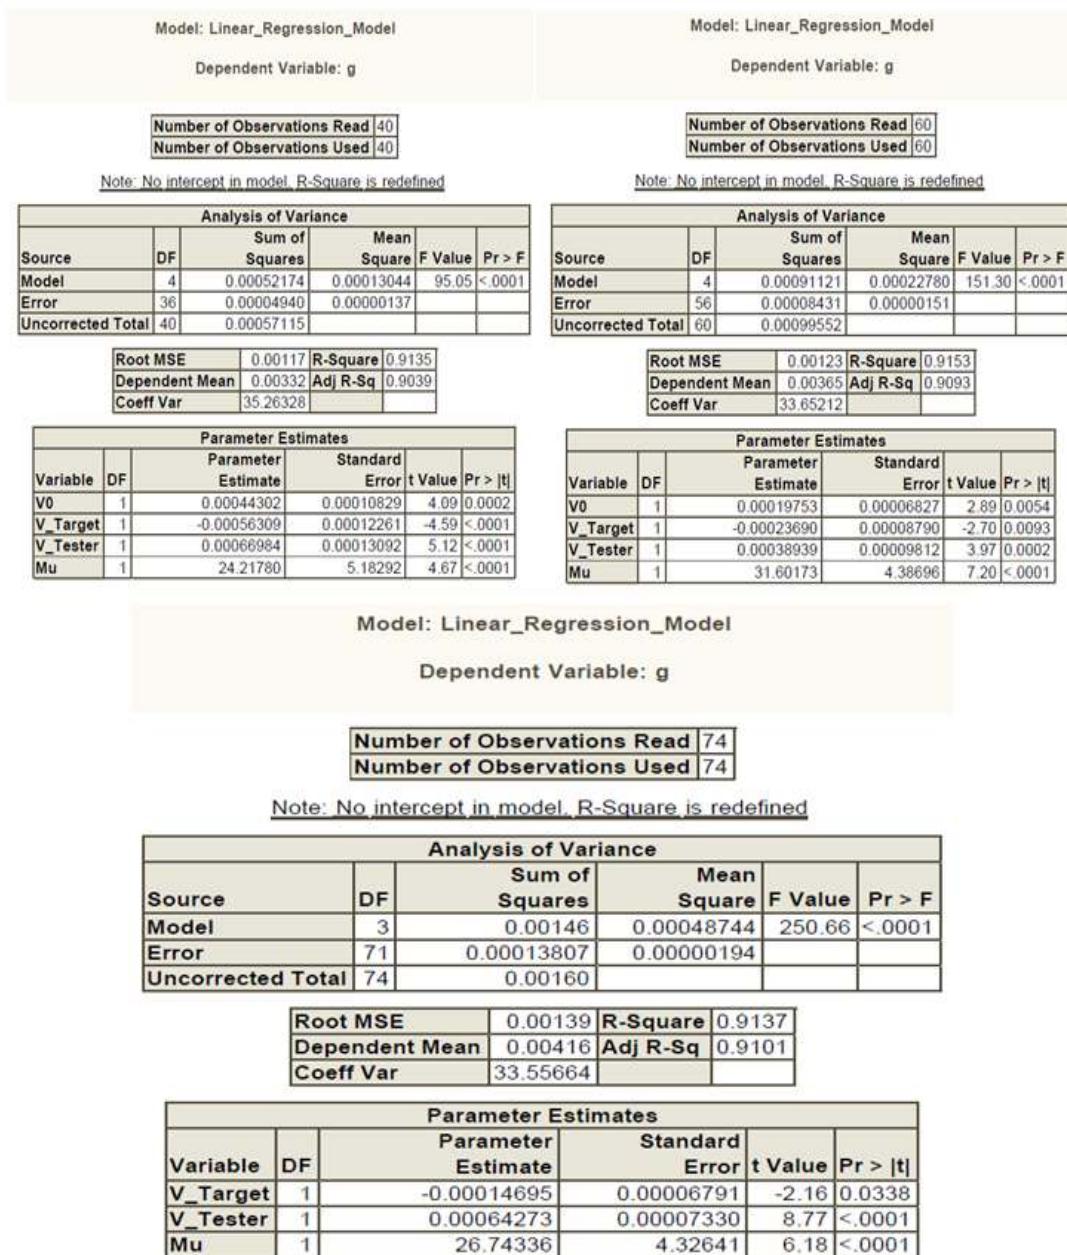 Model: Linear_Regression_Model
Dependent Variable: g
Number of Observations Read 40
Number of Observations Used 40
Note: No intercept in model. R-Square is redefined
Analysis of Variance
Source DF Sum of Squares Mean Square F Value Pr > F
Model 4 0.00052174 0.00013044 95.05 <.0001
Error 36 0.00004940 0.00000137
Uncorrected Total 40 0.00057115
Root MSE 0.00117 R-Square 0.9135
Dependent Mean 0.00332 Adj R-Sq 0.9039
Coeff Var 35.26328
Parameter Estimates
Variable DF Parameter Estimate Standard Error t Value Pr > |t|
V0 1 0.00044302 0.00010829 4.09 0.0002
V_Target 1 -0.00056309 0.00012261 -4.59 <.0001
V_Tester 1 0.00066984 0.00013092 5.12 <.0001
Mu 1 24.21780 5.18292 4.67 <.0001
Model: Linear_Regression_Model
Dependent Variable: g
Number of Observations Read 60
Number of Observations Used 60
Note: No intercept in model. R-Square is redefined
Analysis of Variance
Source DF Sum of Squares Mean Square F Value Pr > F
Model 4 0.00091121 0.00022780 151.30 <.0001
Error 56 0.00008431 0.00000151
Uncorrected Total 60 0.00099552
Root MSE 0.00123 R-Square 0.9153
Dependent Mean 0.00365 Adj R-Sq 0.9093
Coeff Var 33.65212
Parameter Estimates
Variable DF Parameter Estimate Standard Error t Value Pr > |t|
V0 1 0.00019753 0.00006827 2.89 0.0054
V_Target 1 -0.00023690 0.00008790 -2.70 0.0093
V_Tester 1 0.00038939 0.00009812 3.97 0.0002
Mu 1 31.60173 4.38696 7.20 <.0001
Model: Linear_Regression_Model
Dependent Variable: g
Number of Observations Read 74
Number of Observations Used 74
Note: No intercept in model. R-Square is redefined
Analysis of Variance
Source DF Sum of Squares Mean Square F Value Pr > F
Model 3 0.00146 0.00048744 250.66 <.0001
Error 71 0.00013807 0.00000194
Uncorrected Total 74 0.00160
Root MSE 0.00139 R-Square 0.9137
Dependent Mean 0.00416 Adj R-Sq 0.9101
Coeff Var 33.55664
Parameter Estimates
Variable DF Parameter Estimate Standard Error t Value Pr > |t|
V_Target 1 -0.00014695 0.00006791 -2.16 0.0338
V_Tester 1 0.00064273 0.00007330 8.77 <.0001
Mu 1 26.74336 4.32641 6.18 <.0001